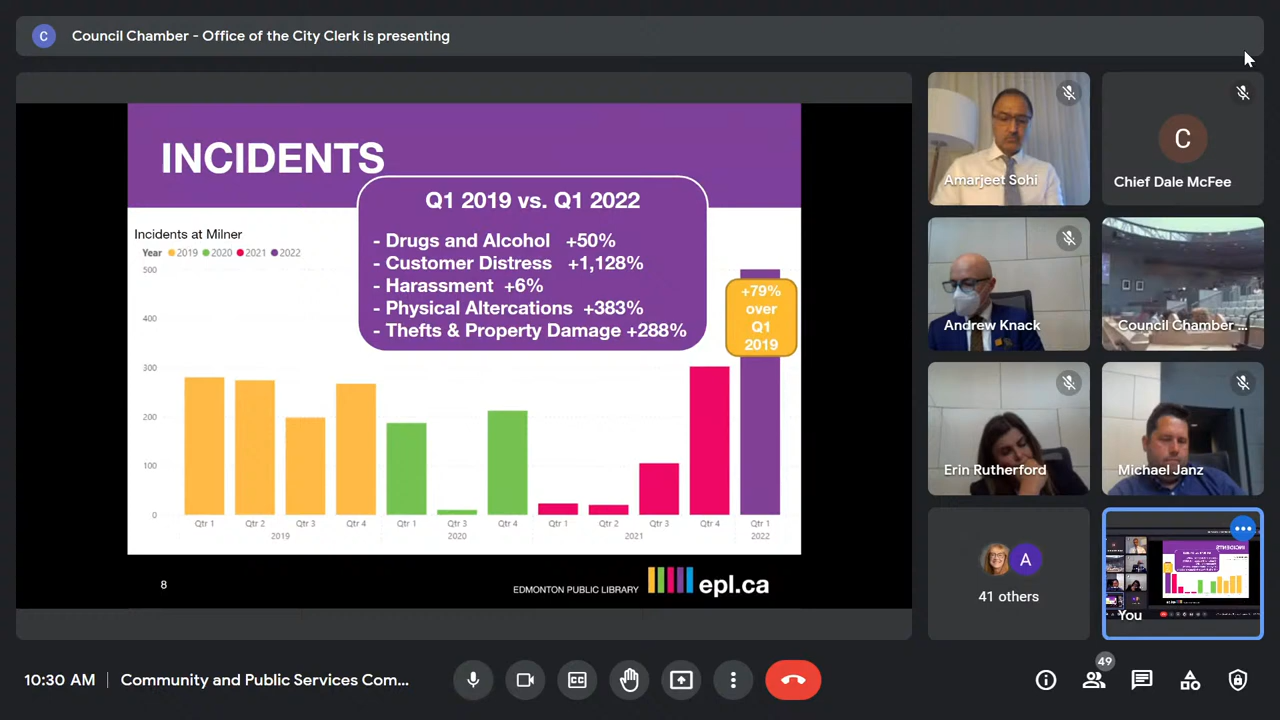 C
Council Chamber - Office of the City Clerk is presenting
INCIDENTS
Q1 2019 vs. Q1 2022
- Drugs and Alcohol +50%
- Customer Distress +1,128%
- Harassment +6%
- Physical Altercations +383%
- Thefts & Property Damage +288%
Incidents at Milner
Year 2019 2020 2021 2022
+79%
over
Q1
2019
500
400
300
200
100
0
Qtr 1 Qtr 2 Qtr 3 Qtr 4 Qtr 1 Qtr 3 Qtr 4 Qtr 1 Qtr 2 Qtr 3 Qtr 4 Qtr 1
2019 2020 2021 2022
8
EDMONTON PUBLIC LIBRARY epl.ca
Amarjeet Sohi
C
Chief Dale McFee
Andrew Knack
Council Chamber - ...
Erin Rutherford
Michael Janz
A
41 others
You
10:30 AM | Community and Public Services Com...
49